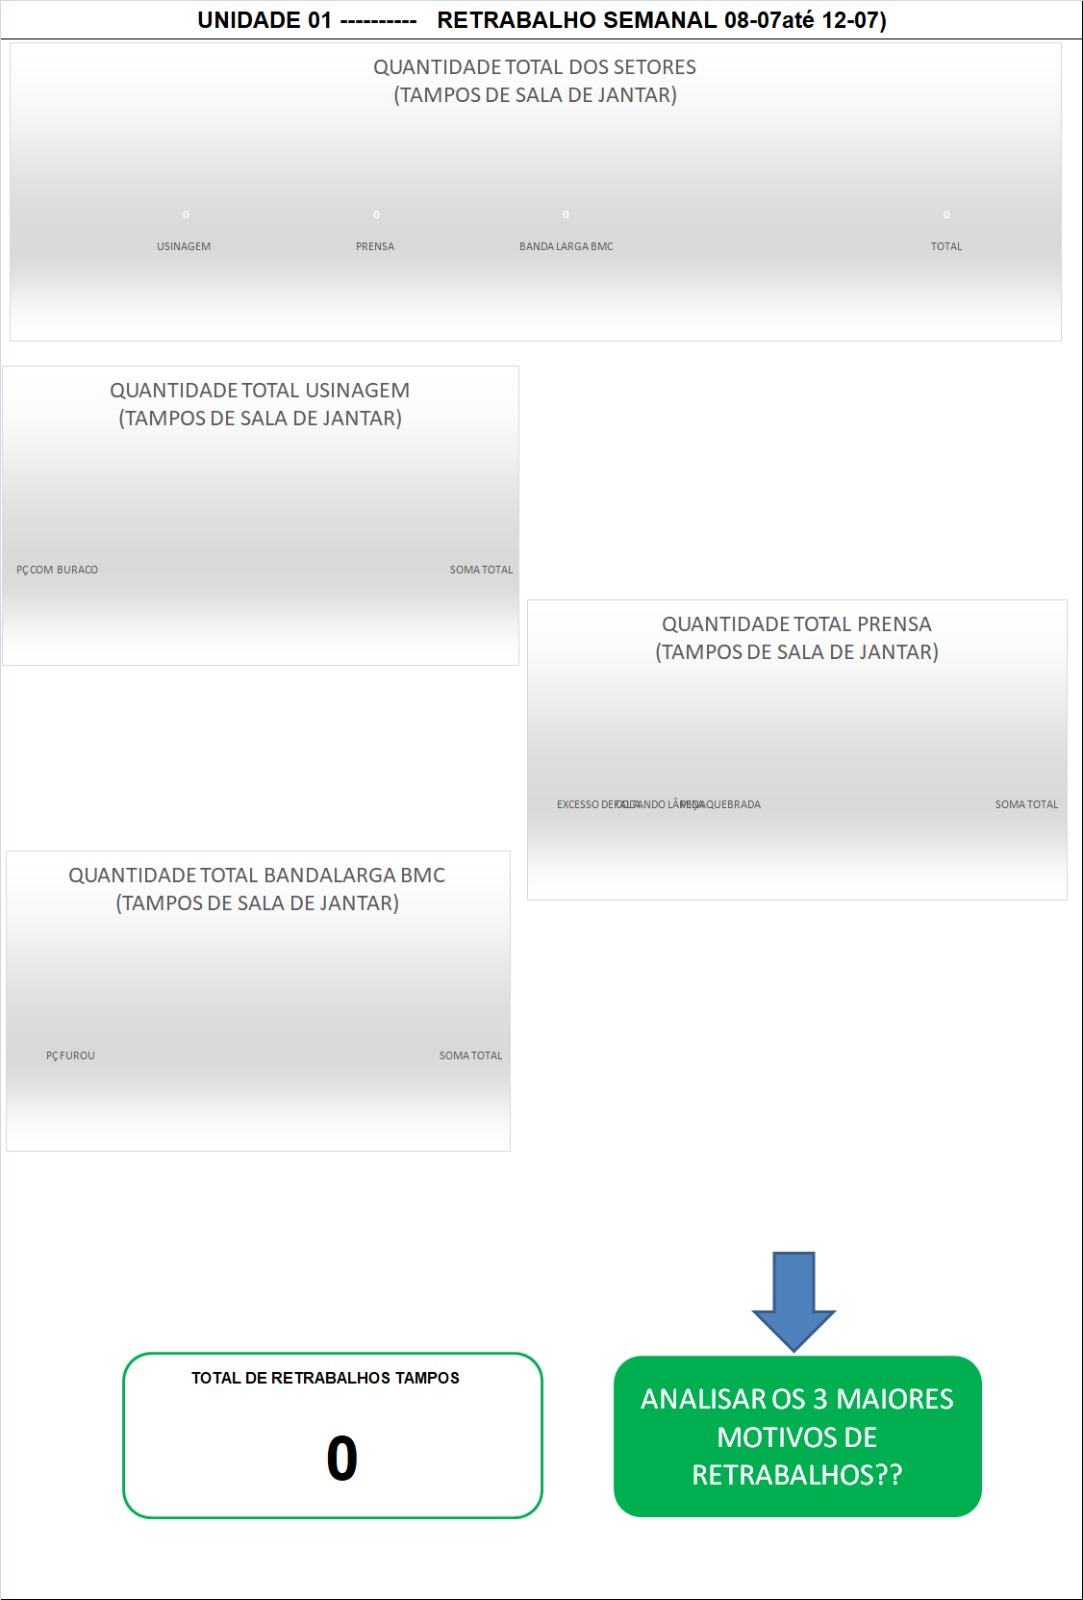 UNIDADE 01 ---------- RETRABALHO SEMANAL 08-07até 12-07)
QUANTIDADE TOTAL DOS SETORES
(TAMPOS DE SALA DE JANTAR)
0 0 0 0
USINAGEM PRENSA BANDA LARGA BMC TOTAL
QUANTIDADE TOTAL USINAGEM
(TAMPOS DE SALA DE JANTAR)
PÇ COM BURACO SOMA TOTAL
QUANTIDADE TOTAL PRENSA
(TAMPOS DE SALA DE JANTAR)
EXCESSO DE QUEBRADA SOMA TOTAL
QUANTIDADE TOTAL BANDALARGA BMC
(TAMPOS DE SALA DE JANTAR)
PÇ FUROU SOMA TOTAL
TOTAL DE RETRABALHOS TAMPOS
0
ANALISAR OS 3 MAIORES
MOTIVOS DE
RETRABALHOS??